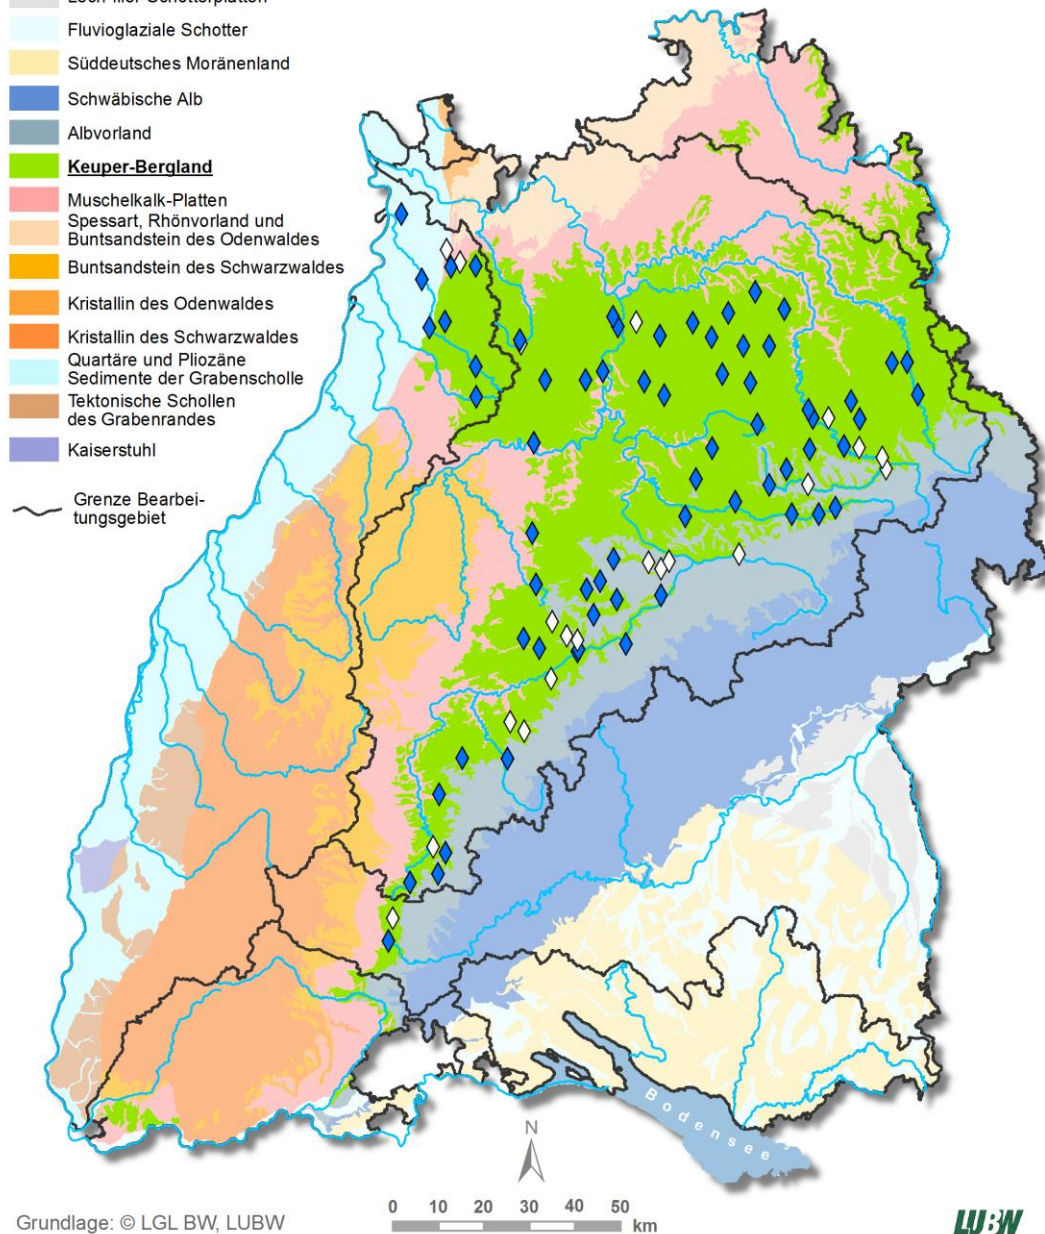 Fluvioglaziale Schotter
Süddeutsches Moränenland
Schwäbische Alb
Albvorland
Keuper-Bergland
Muschelkalk-Platten
Spessart, Rhönvorland und
Buntsandstein des Odenwaldes
Buntsandstein des Schwarzwaldes
Kristallin des Odenwaldes
Kristallin des Schwarzwaldes
Quartäre und Pliozäne
Sedimente der Grabenscholle
Tektonische Schollen
des Grabenrandes
Kaiserstuhl
Grenze Bearbei-
tungsgebiet
Bodensee
N
0 10 20 30 40 50
km
Grundlage: © LGL BW, LUBW
LUBW